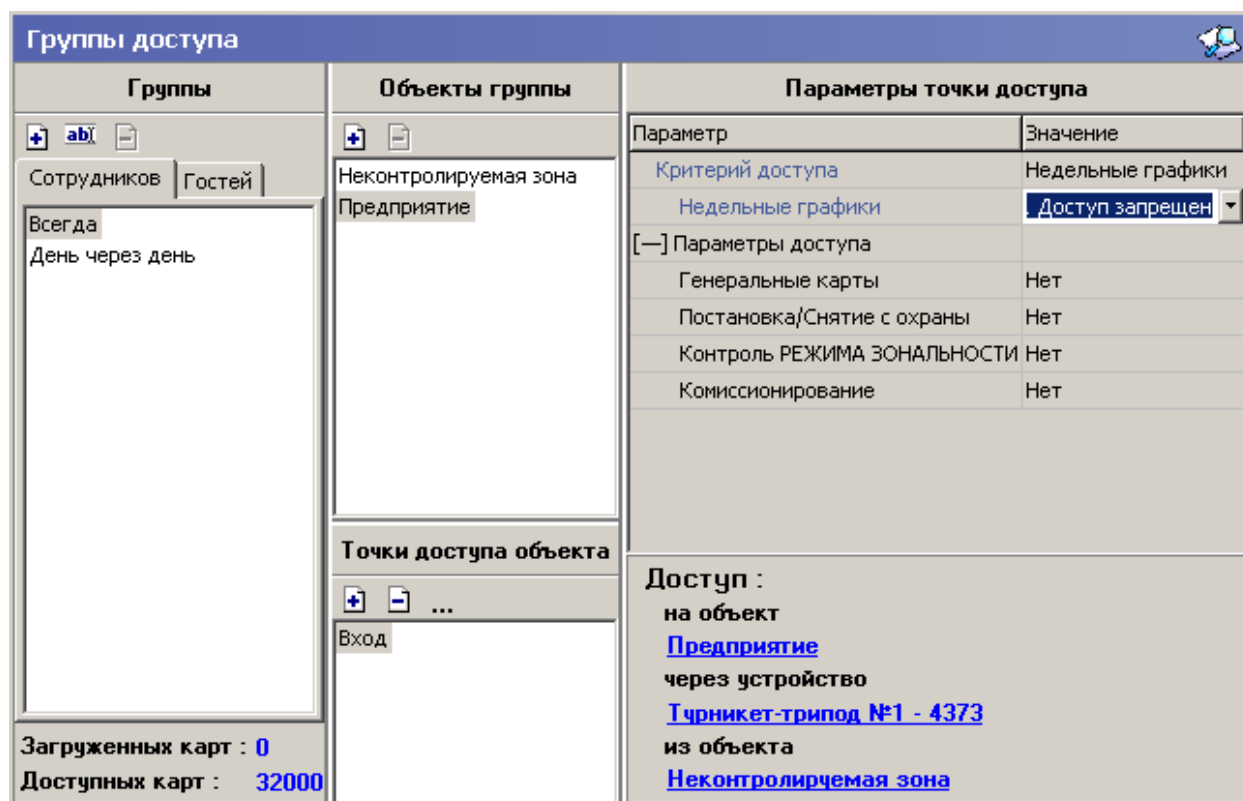 Группы доступа
Группы
Сотрудников Гостей
Всегда
День через день
Загруженных карт : 0
Доступных карт : 32000
Объекты группы
Неконтролируемая зона
Предприятие
Точки доступа объекта
...
Вход
Параметры точки доступа
Параметр Значение
Критерий доступа Недельные графики
Недельные графики . Доступ запрещен
[—] Параметры доступа
Генеральные карты Нет
Постановка/Снятие с охраны Нет
Контроль РЕЖИМА ЗОНАЛЬНОСТИ Нет
Комиссионирование Нет
Доступ :
на объект
Предприятие
через устройство
Турникет-трипод №1 - 4373
из объекта
Неконтролируемая зона